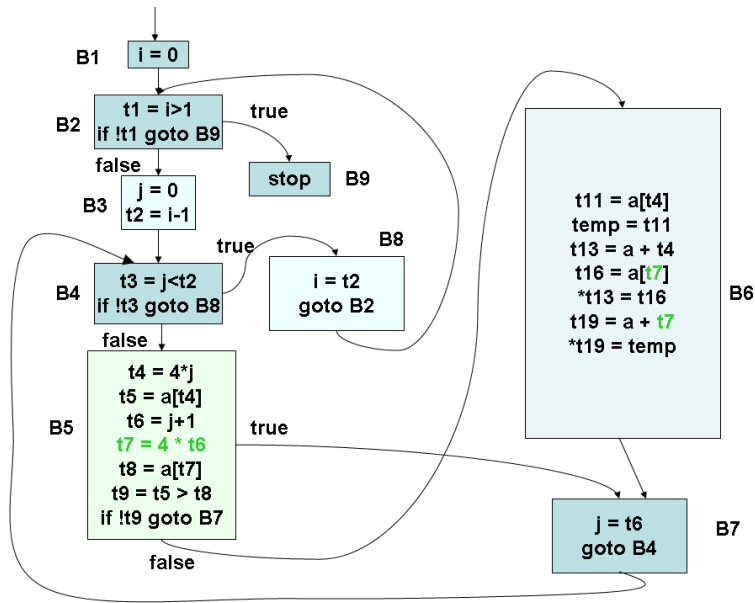 B1
i = 0
B2
t1 = i>1
if !t1 goto B9
true
false
stop
B9
B3
j = 0
t2 = i-1
B4
t3 = j<t2
if !t3 goto B8
true
false
B8
i = t2
goto B2
B5
t4 = 4*j
t5 = a[t4]
t6 = j+1
t7 = 4 * t6
t8 = a[t7]
t9 = t5 > t8
if !t9 goto B7
true
false
t11 = a[t4]
temp = t11
t13 = a + t4
t16 = a[t7]
*t13 = t16
t19 = a + t7
*t19 = temp
B6
j = t6
goto B4
B7